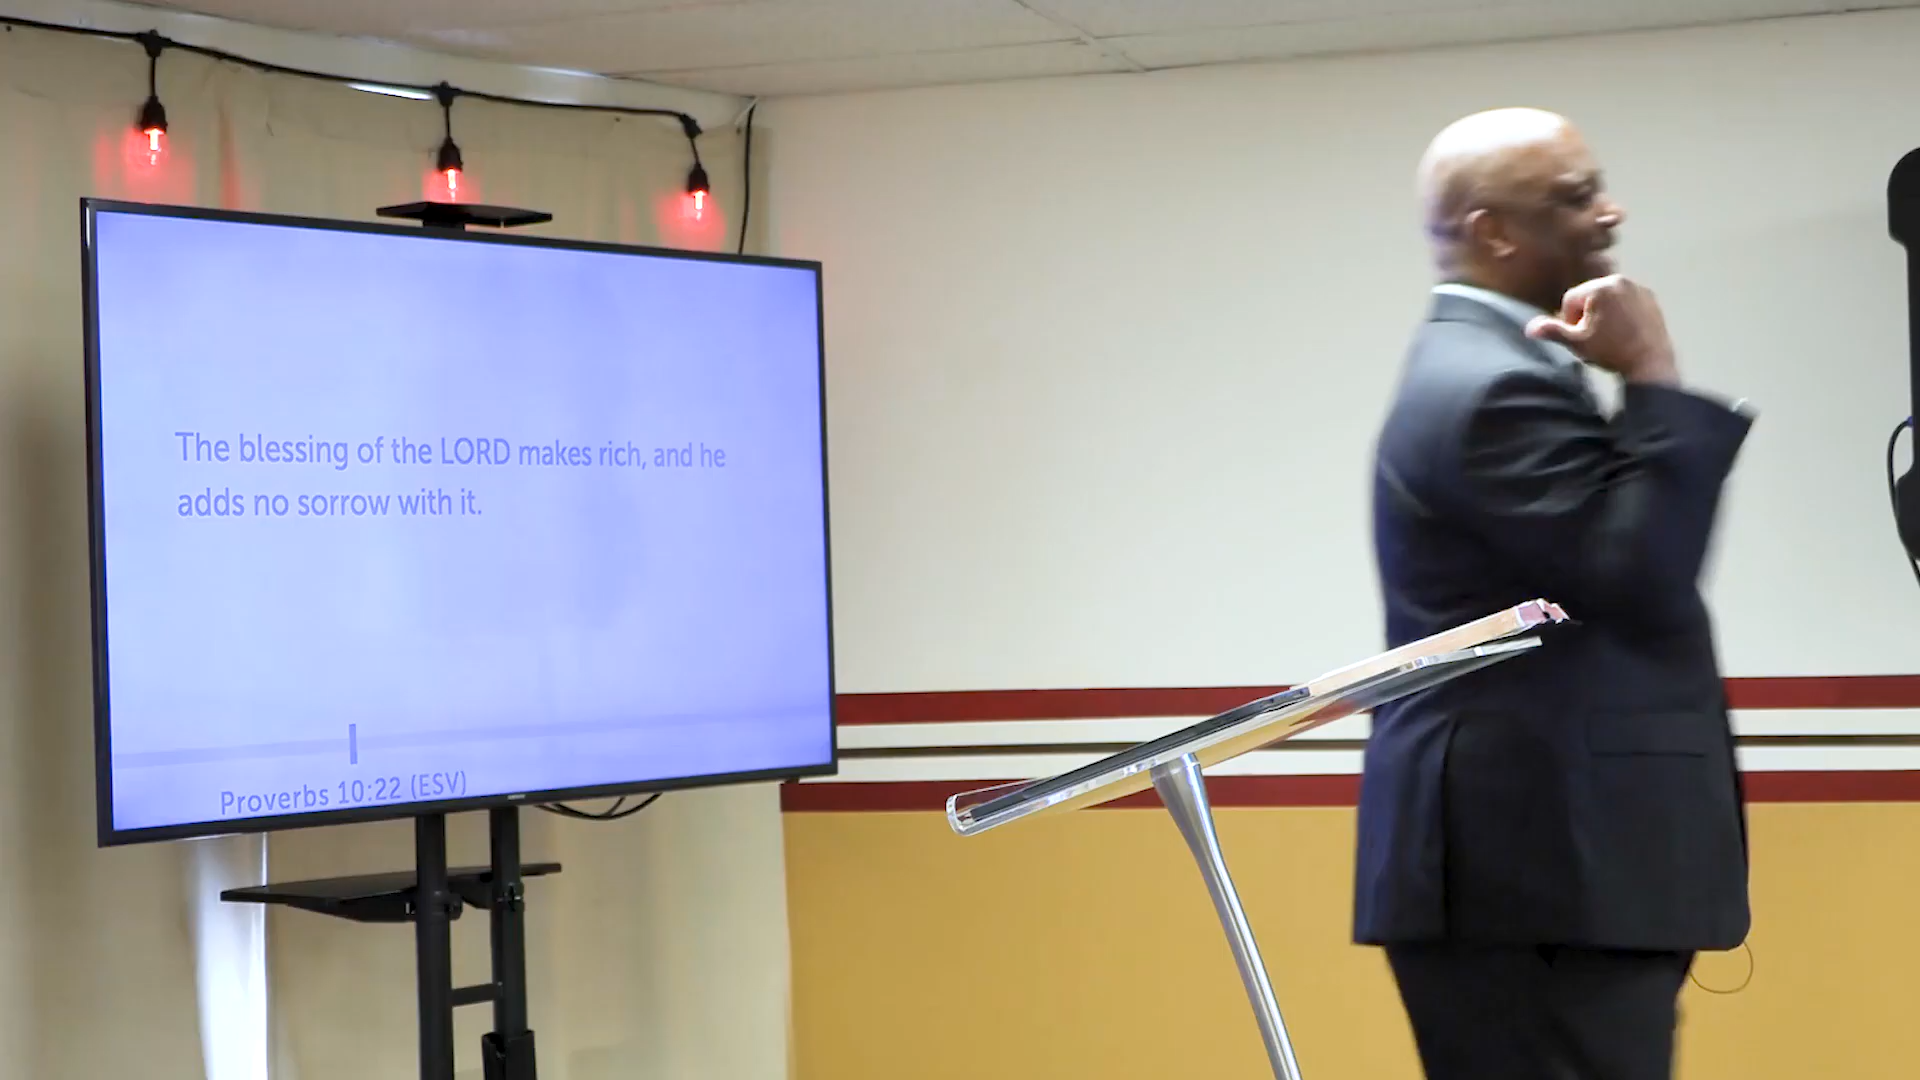 The blessing of the LORD makes rich, and he
adds no sorrow with it.
Proverbs 10:22 (ESV)